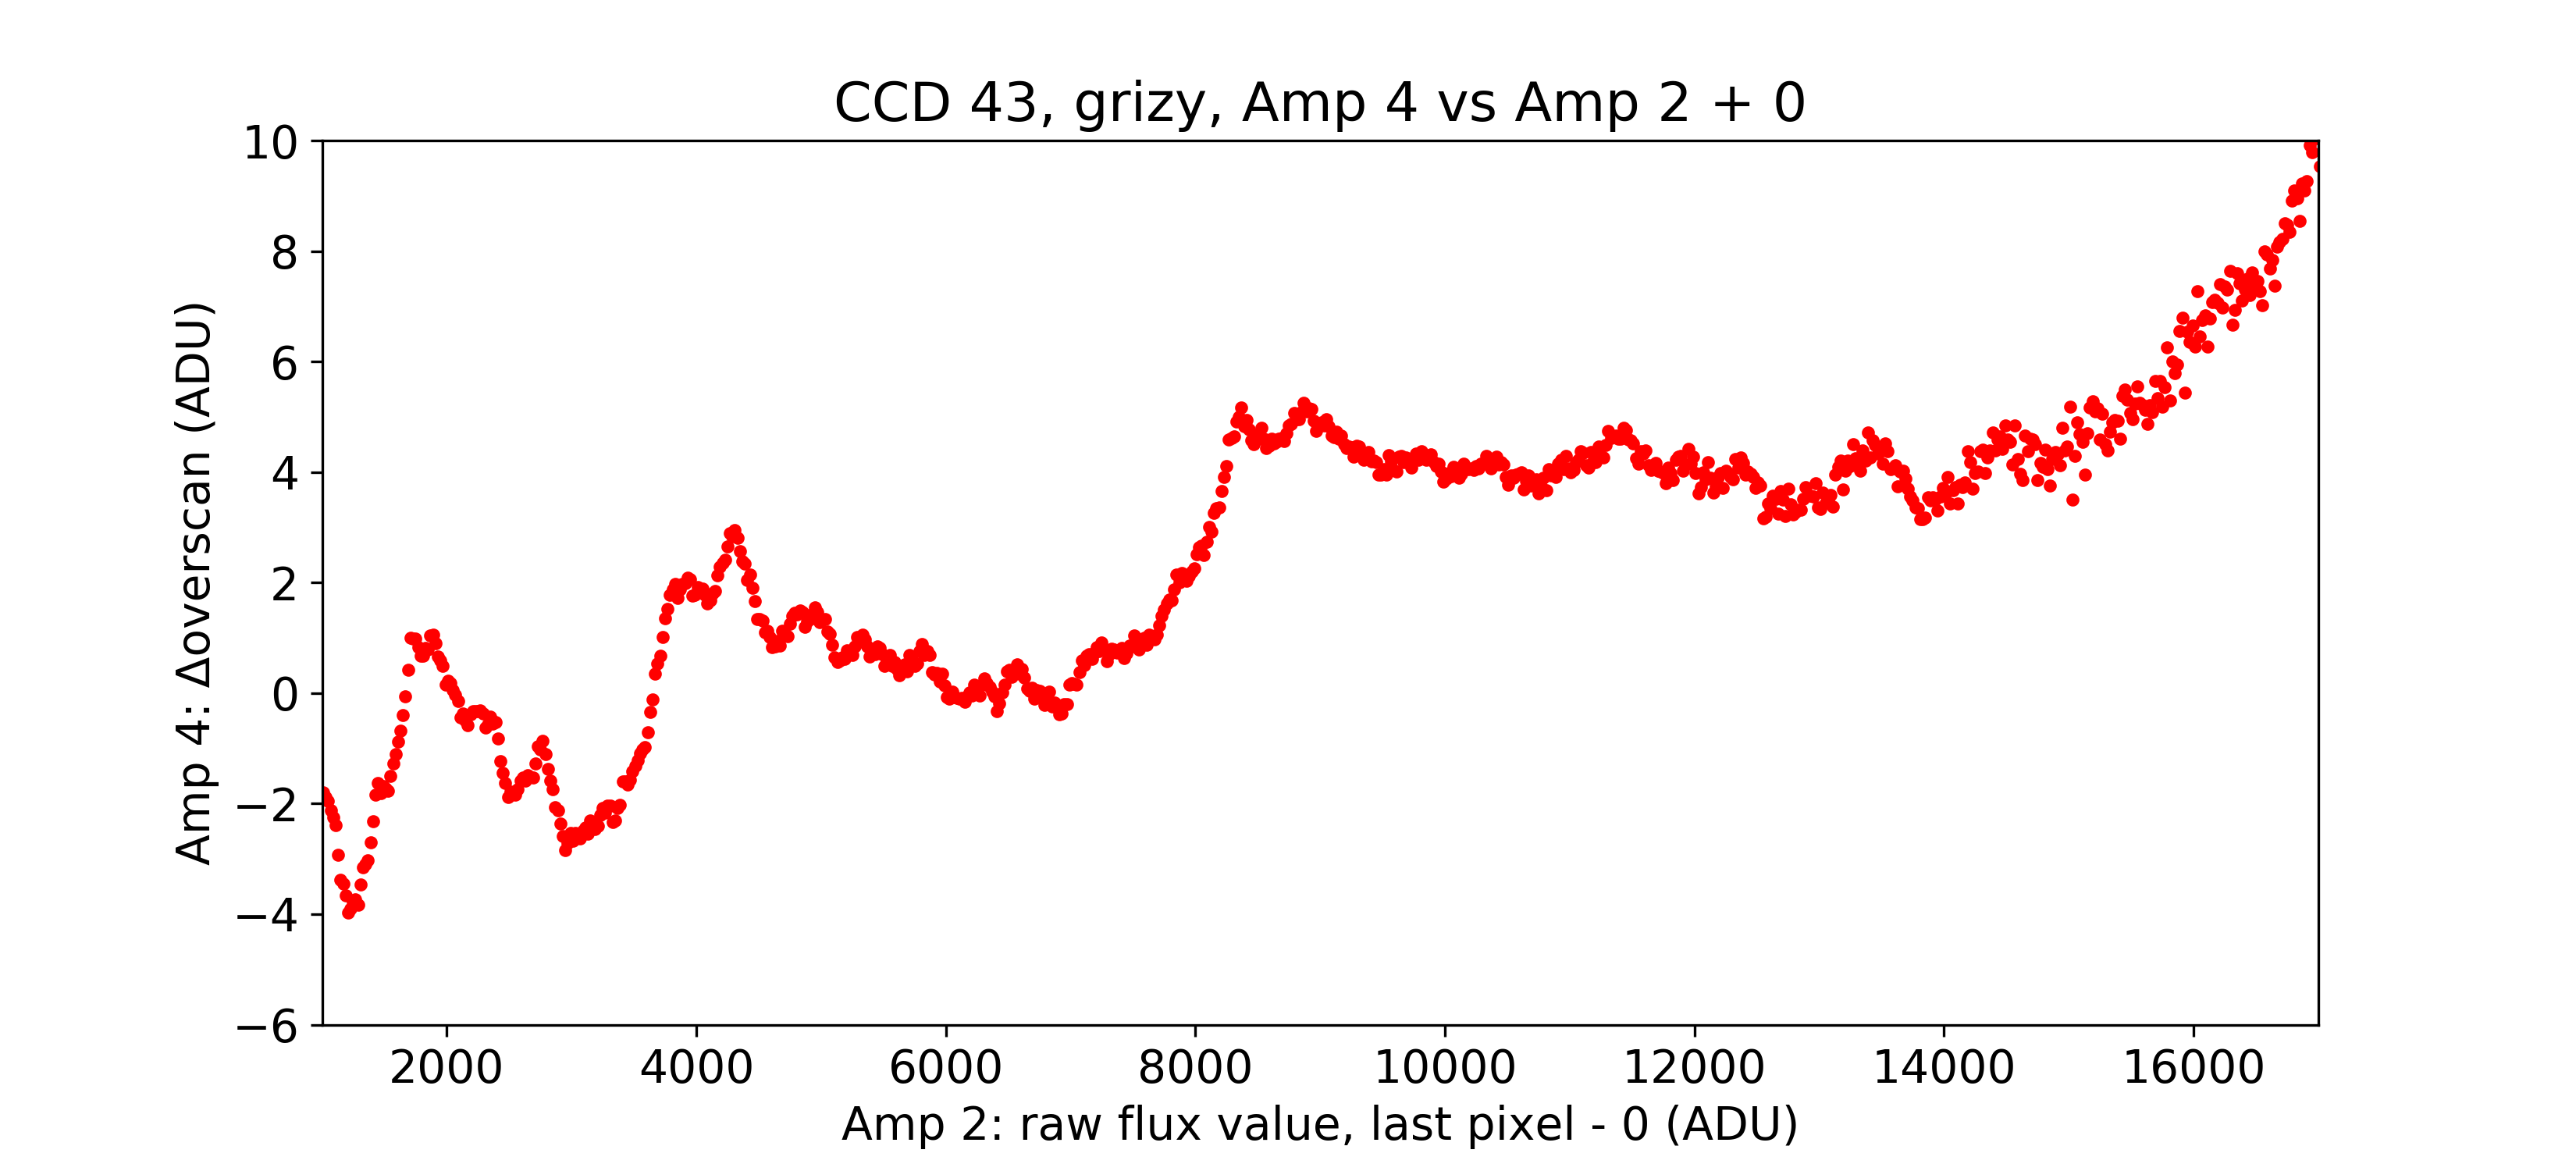 CCD 43, grizy, Amp 4 vs Amp 2 + 0
10
8
6
4
2
0
−2
−4
−6
Amp 4: Δoverscan (ADU)
2000 4000 6000 8000 10000 12000 14000 16000
Amp 2: raw flux value, last pixel - 0 (ADU)